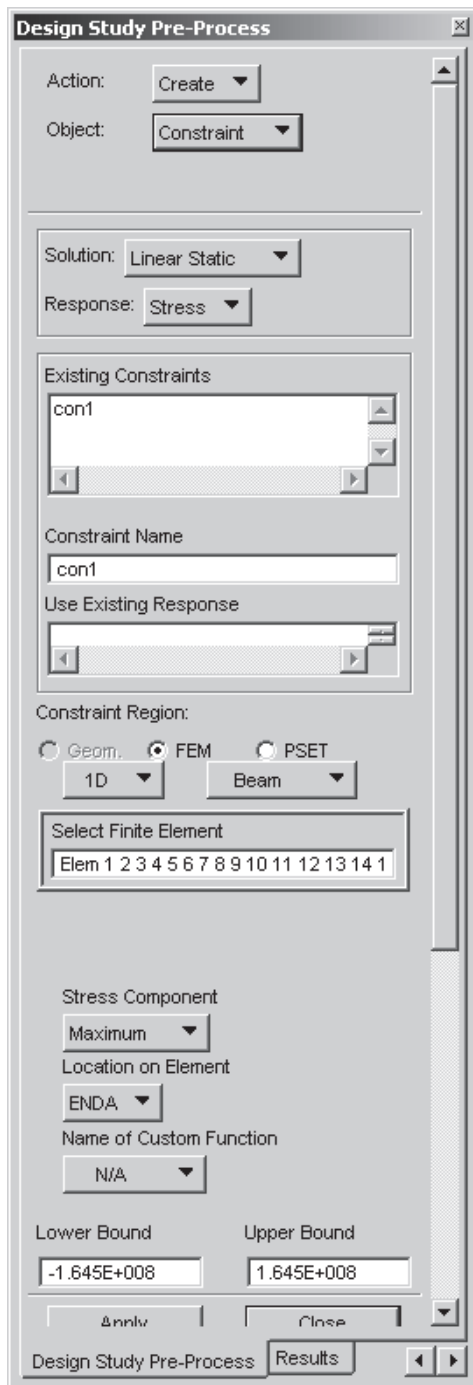 Design Study Pre-Process
Action: Create
Object: Constraint
Solution: Linear Static
Response: Stress
Existing Constraints
con1
Constraint Name
con1
Use Existing Response
Constraint Region:
Geom. FEM PSET
1D Beam
Select Finite Element
Elem 1 2 3 4 5 6 7 8 9 10 11 12 13 14 1
Stress Component
Maximum
Location on Element
ENDA
Name of Custom Function
N/A
Lower Bound Upper Bound
-1.645E+008 1.645E+008
Apply Close
Design Study Pre-Process Results